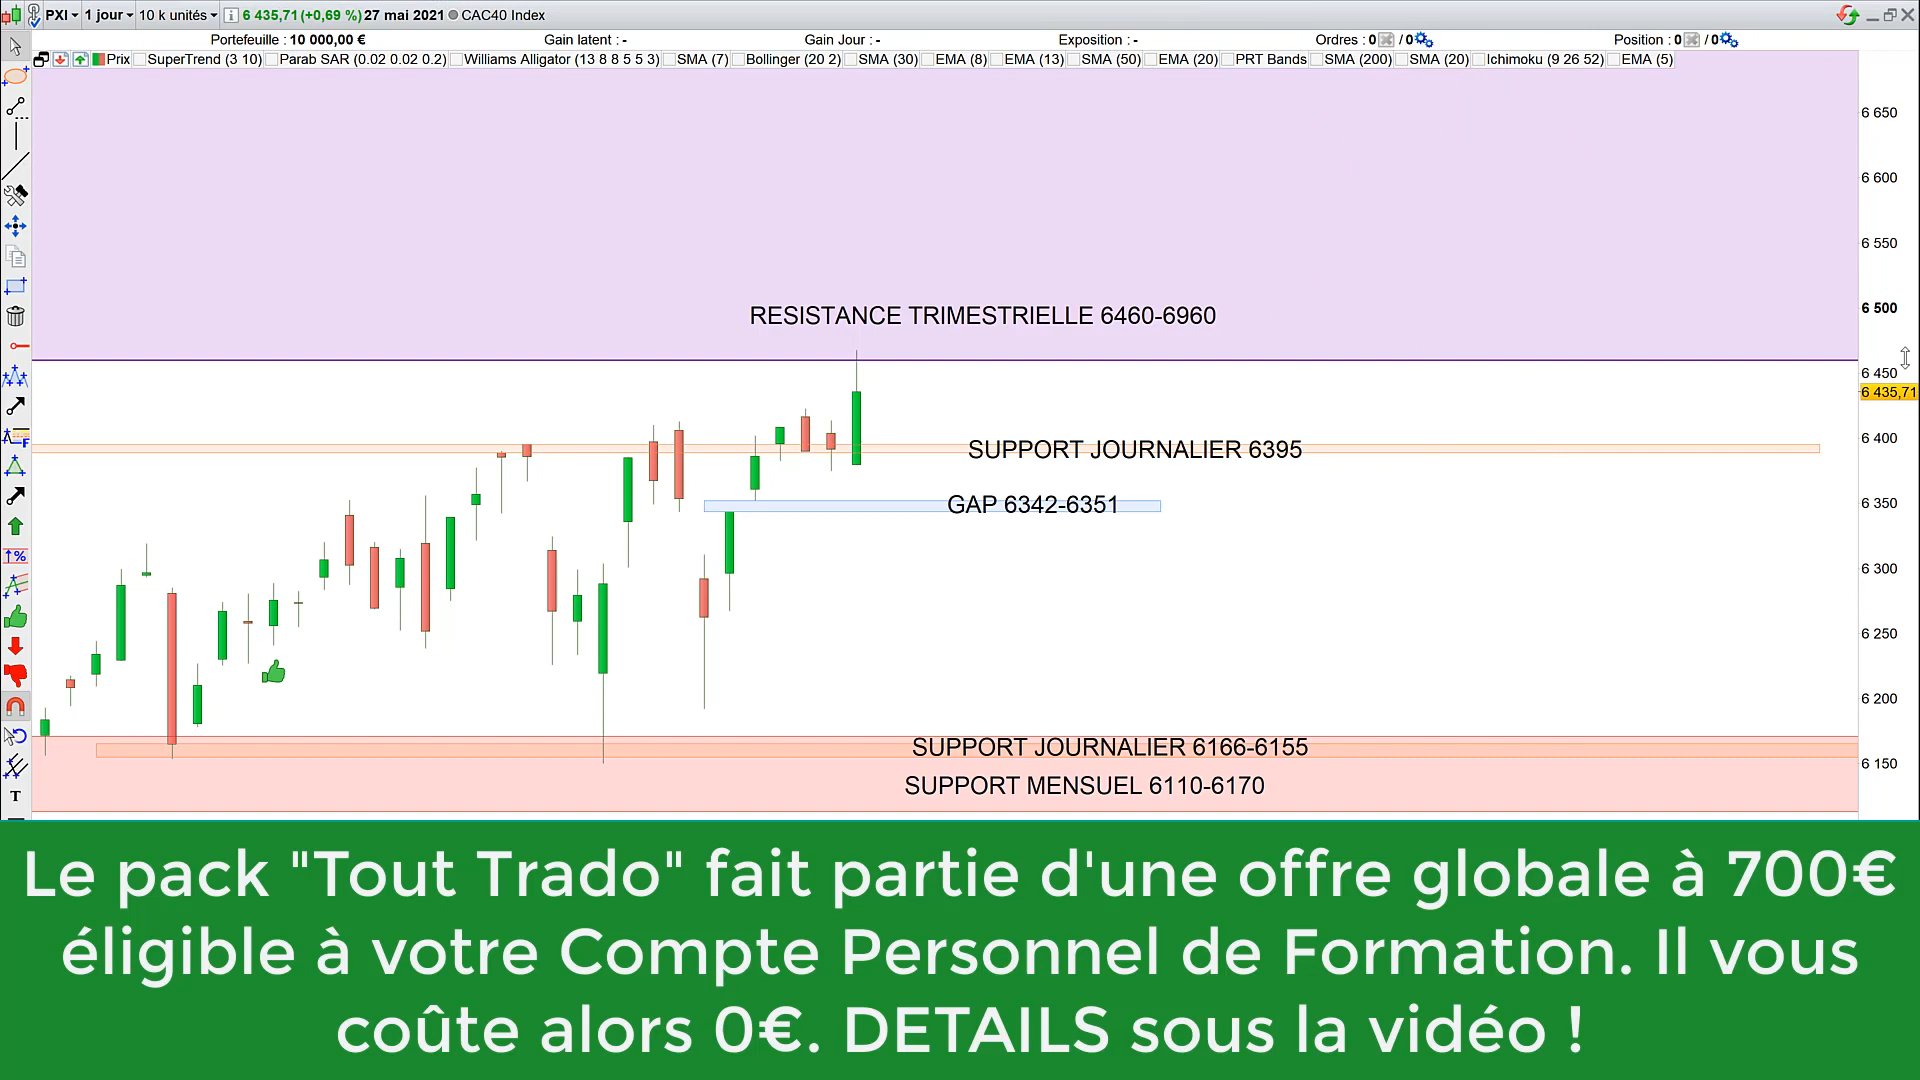 PXI 1 jour 10 k unités 6 435,71 (+0,69 %) 27 mai 2021 CAC40 Index
Portefeuille : 10 000,00 € Gain latent : - Gain Jour : - Exposition : - Ordres : 0 / 0 Position : 0 / 0
Prix SuperTrend (3 10) Parab SAR (0.02 0.02 0.2) Williams Alligator (13 8 8 5 5 3) SMA (7) Bollinger (20 2) SMA (30) EMA (8) EMA (13) SMA (50) EMA (20) PRT Bands SMA (200) SMA (20) Ichimoku (9 26 52) EMA (5)
6 650
6 600
6 550
6 500
RESISTANCE TRIMESTRIELLE 6460-6960
6 450
6 435,71
6 400
SUPPORT JOURNALIER 6395
6 350
GAP 6342-6351
6 300
6 250
6 200
SUPPORT JOURNALIER 6166-6155
6 150
SUPPORT MENSUEL 6110-6170
Le pack "Tout Trado" fait partie d'une offre globale à 700€
éligible à votre Compte Personnel de Formation. Il vous
coûte alors 0€. DETAILS sous la vidéo !